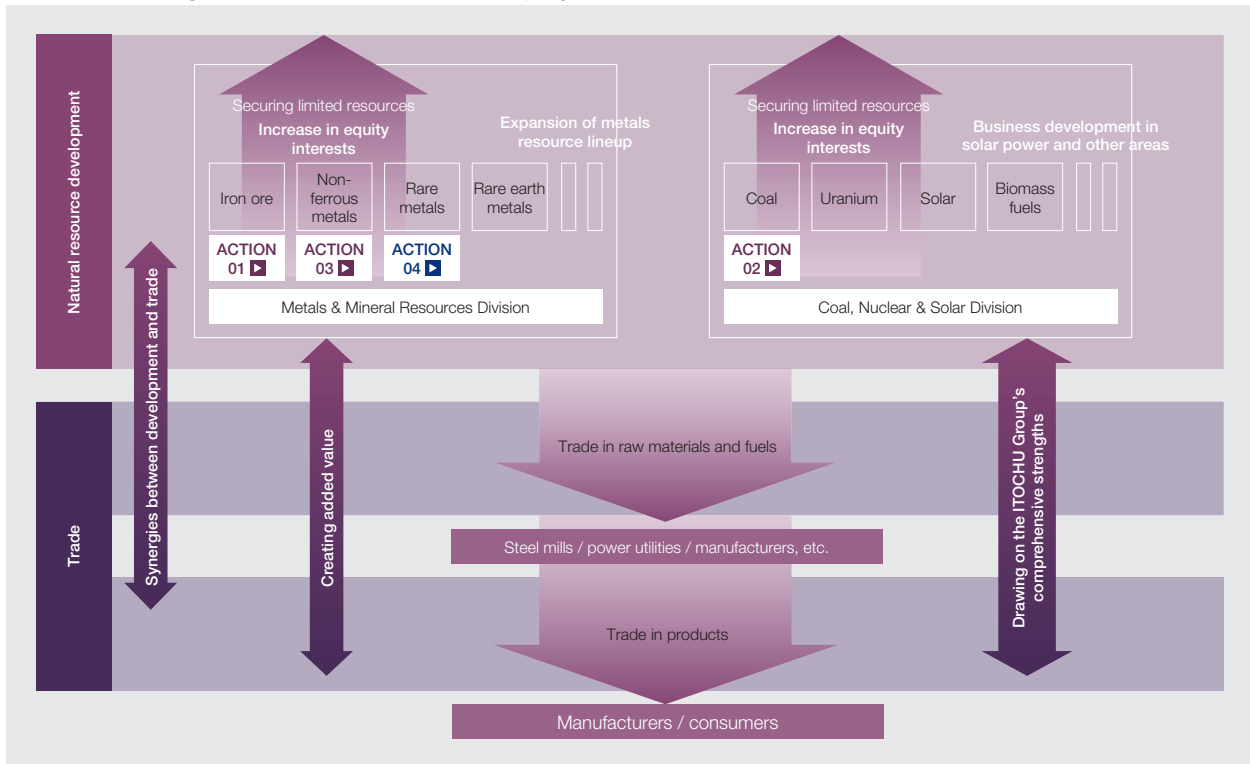 Natural resource development
Securing limited resources
Increase in equity
interests
Expansion of metals
resource lineup
Iron ore
Non-
ferrous
metals
Rare
metals
Rare earth
metals
ACTION
01
ACTION
03
ACTION
04
Metals & Mineral Resources Division
Securing limited resources
Increase in equity
interests
Business development in
solar power and other areas
Coal
Uranium
Solar
Biomass
fuels
ACTION
02
Coal, Nuclear & Solar Division
Synergies between development and trade
Creating added value
Drawing on the ITOCHU Group's
comprehensive strengths
Trade
Trade in raw materials and fuels
Steel mills / power utilities / manufacturers, etc.
Trade in products
Manufacturers / consumers